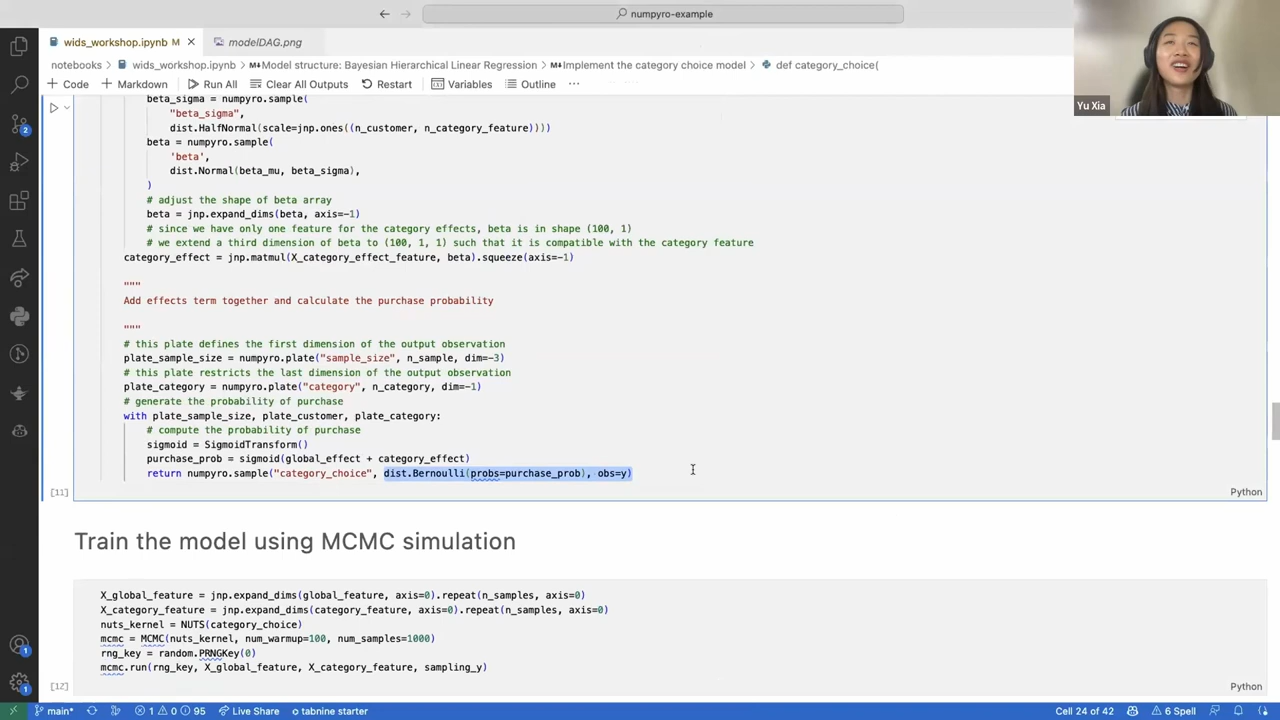 numpyro-example
wids_workshop.ipynb M
modelDAG.png
notebooks > wids_workshop.ipynb > Model structure: Bayesian Hierarchical Linear Regression > Implement the category choice model > def category_choice(
+ Code + Markdown Run All Clear All Outputs Restart Variables Outline ...
Yu Xia
beta_sigma = numpyro.sample(
"beta_sigma",
dist.HalfNormal(scale=jnp.ones((n_customer, n_category_feature))))
beta = numpyro.sample(
'beta',
dist.Normal(beta_mu, beta_sigma),
)
# adjust the shape of beta array
beta = jnp.expand_dims(beta, axis=-1)
# since we have only one feature for the category effects, beta is in shape (100, 1)
# we extend a third dimension of beta to (100, 1, 1) such that it is compatible with the category feature
category_effect = jnp.matmul(X_category_effect_feature, beta).squeeze(axis=-1)
"""
Add effects term together and calculate the purchase probability
"""
# this plate defines the first dimension of the output observation
plate_sample_size = numpyro.plate("sample_size", n_sample, dim=-3)
# this plate restricts the last dimension of the output observation
plate_category = numpyro.plate("category", n_category, dim=-1)
# generate the probability of purchase
with plate_sample_size, plate_customer, plate_category:
# compute the probability of purchase
sigmoid = SigmoidTransform()
purchase_prob = sigmoid(global_effect + category_effect)
return numpyro.sample("category_choice", dist.Bernoulli(probs=purchase_prob), obs=y)
[11]
Python
Train the model using MCMC simulation
X_global_feature = jnp.expand_dims(global_feature, axis=0).repeat(n_samples, axis=0)
X_category_feature = jnp.expand_dims(category_feature, axis=0).repeat(n_samples, axis=0)
nuts_kernel = NUTS(category_choice)
mcmc = MCMC(nuts_kernel, num_warmup=100, num_samples=1000)
rng_key = random.PRNGKey(0)
mcmc.run(rng_key, X_global_feature, X_category_feature, sampling_y)
[12]
Python
2
1
1
main* 1 0 95 Live Share tabnine starter Cell 24 of 42 6 Spell